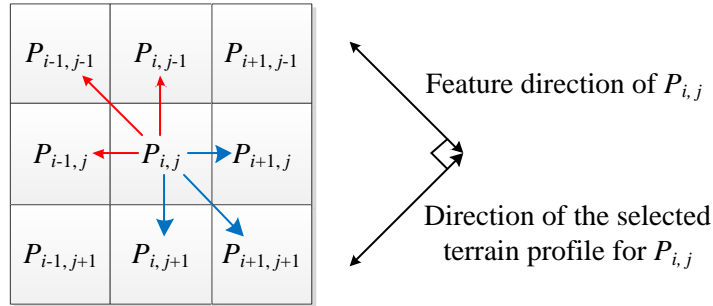 P_{i-1, j-1} P_{i, j-1} P_{i+1, j-1}
P_{i-1, j} P_{i, j} P_{i+1, j}
P_{i-1, j+1} P_{i, j+1} P_{i+1, j+1}
Feature direction of P_{i, j}
Direction of the selected
terrain profile for P_{i, j}